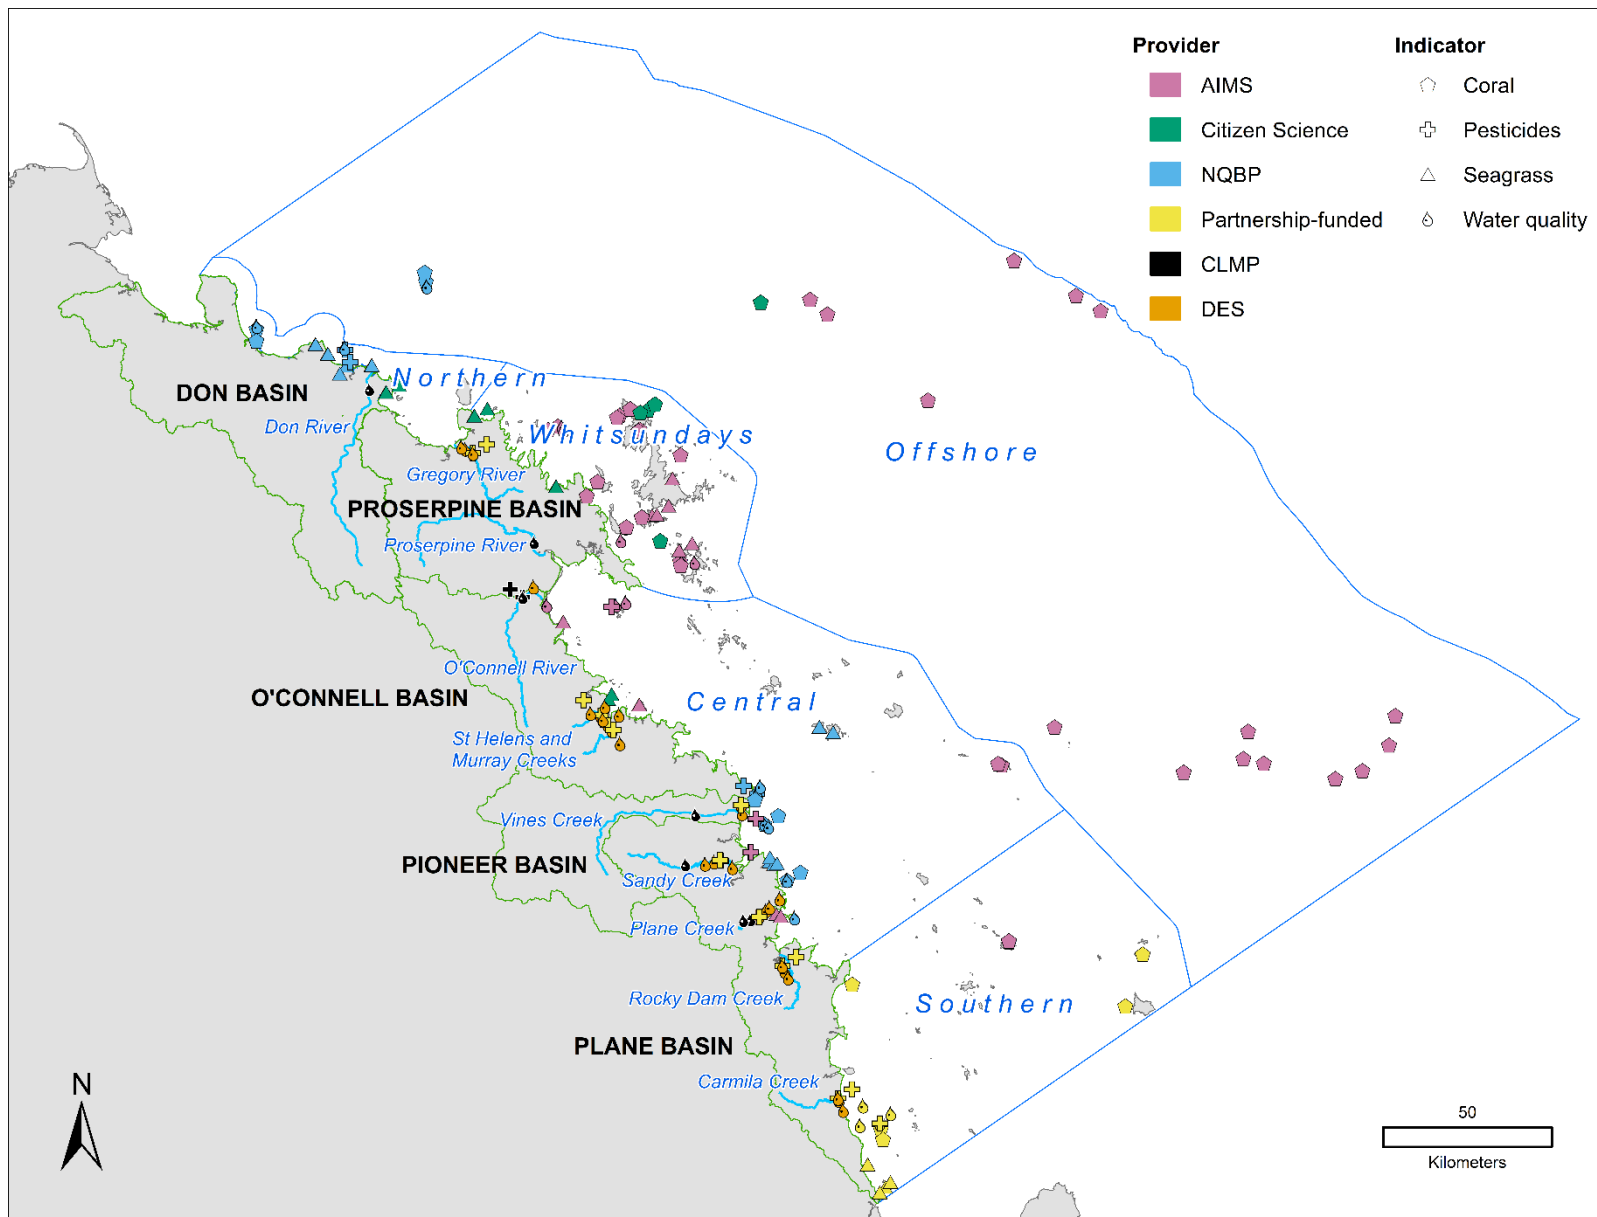 Provider
AIMS
Citizen Science
NQBP
Partnership-funded
CLMP
DES
Indicator
Coral
Pesticides
Seagrass
Water quality
Northern
DON BASIN
Don River
Whitsundays
Offshore
Gregory River
PROSERPINE BASIN
Proserpine River
O'Connell River
O'CONNELL BASIN
Central
St Helens and
Murray Creeks
Vines Creek
PIONEER BASIN
Sandy Creek
Plane Creek
Rocky Dam Creek
Southern
PLANE BASIN
Carmila Creek
N
50
Kilometers